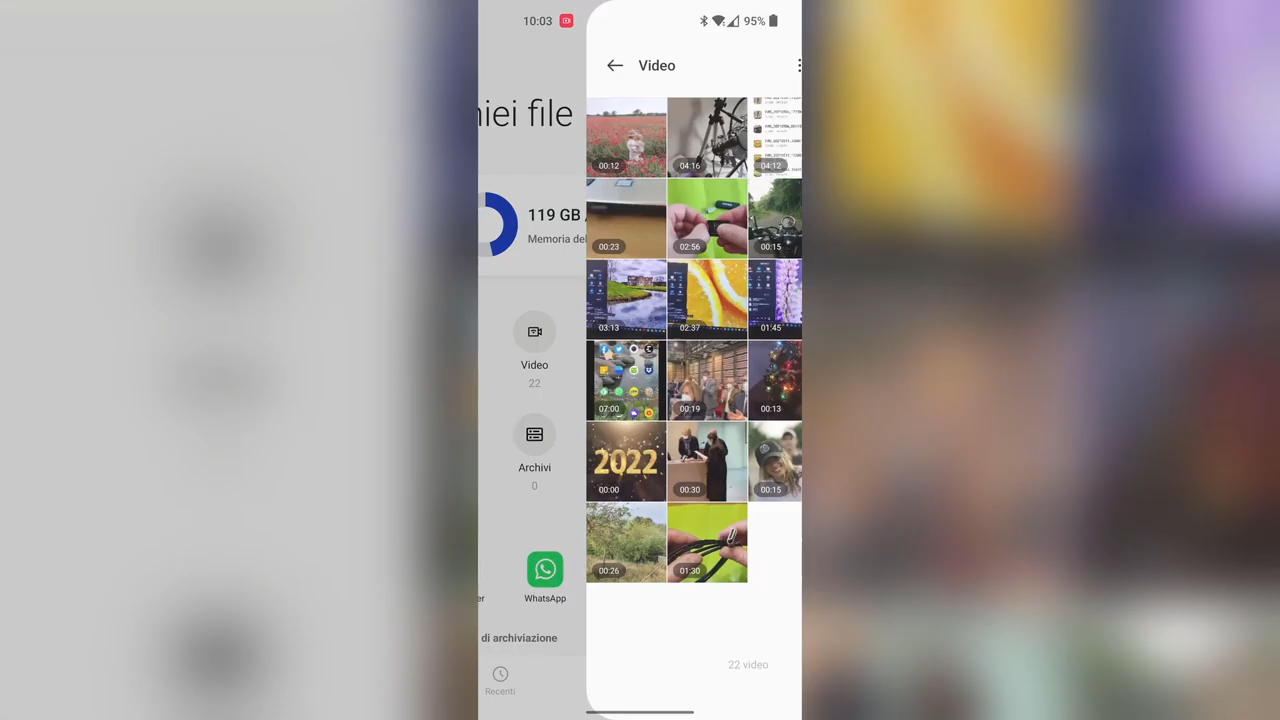 10:03
95%
Video
niei file
119 GB
Memoria del
Video
22
Archivi
0
er
WhatsApp
di archiviazione
Recenti
00:12
04:16
04:12
00:23
02:56
00:15
03:13
02:37
01:45
07:00
00:19
00:13
2022
00:00
00:30
00:15
00:26
01:30
22 video